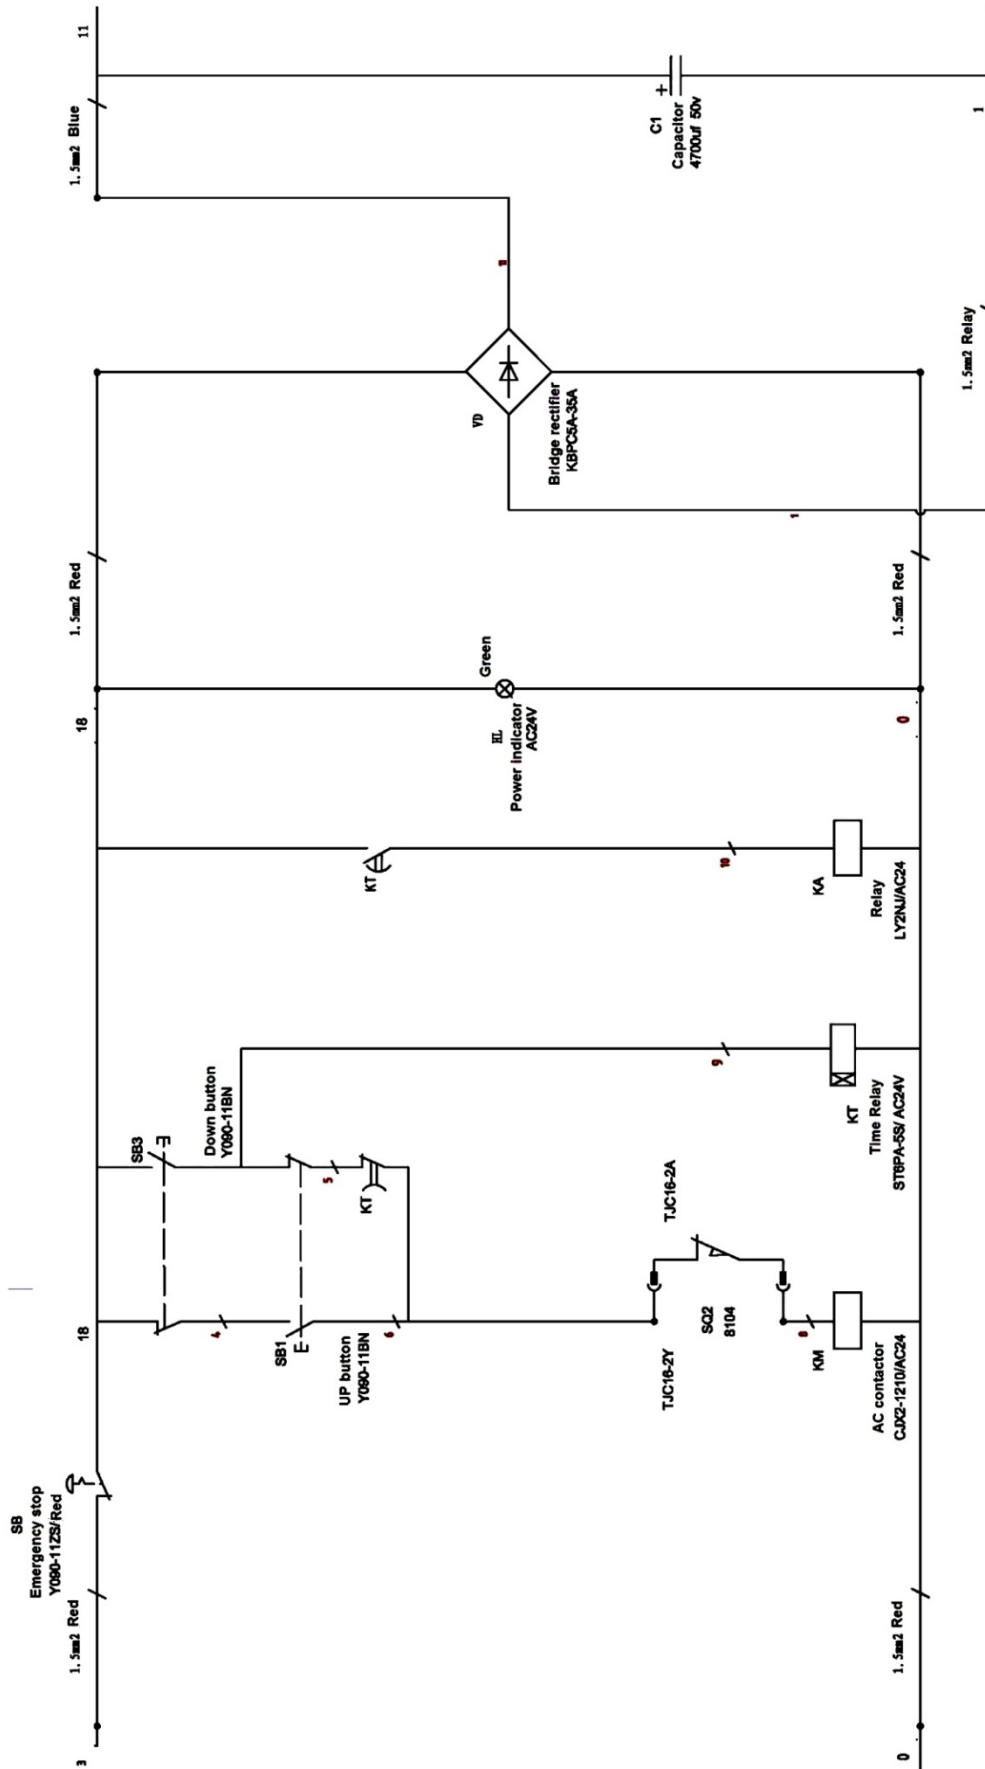 3
1.5mm2 Red
SB
Emergency stop
Y090-11ZS/Red
18
SB3
Down button
Y090-11BN
4
SB1
UP button
Y090-11BN
5
KT
6
TJC16-2Y
TJC16-2A
SQ2
8104
8
KM
AC contactor
CJX2-1210/AC24
0
1.5mm2 Red
9
KT
Time Relay
ST6PA-5S/ AC24V
KT
10
KA
Relay
LY2NJ/AC24
18
1.5mm2 Red
HL
Power indicator
AC24V
Green
0
1.5mm2 Red
VD
Bridge rectifier
KBPC5A-35A
11
1
1.5mm2 Blue
11
C1
Capacitor
4700uf 50v
+
1.5mm2 Relay
1